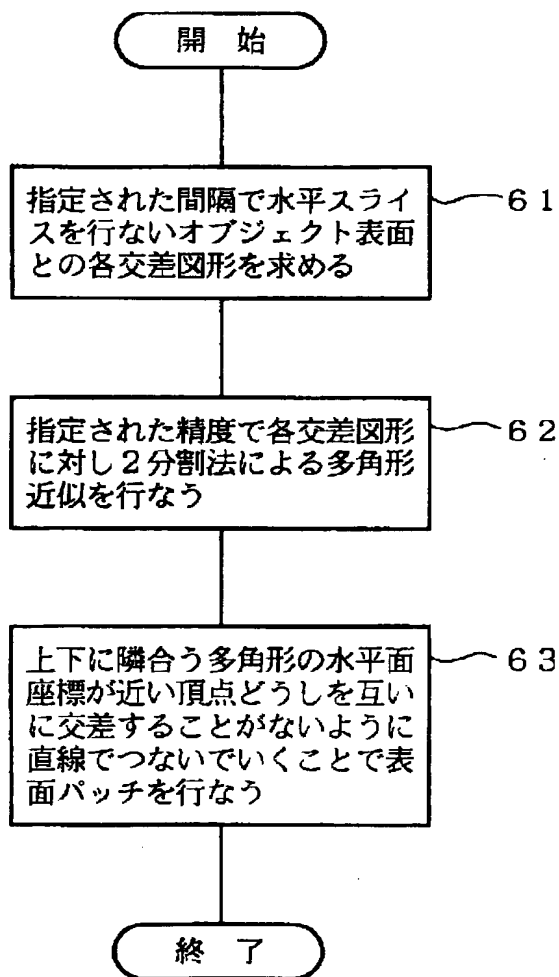 開 始
指定された間隔で水平スライ
スを行ないオブジェクト表面
との各交差図形を求める
61
指定された精度で各交差図形
に対し2分割法による多角形
近似を行なう
62
上下に隣合う多角形の水平面
座標が近い頂点どうしを互い
に交差することがないように
直線でつないでいくことで表
面パッチを行なう
63
終 了